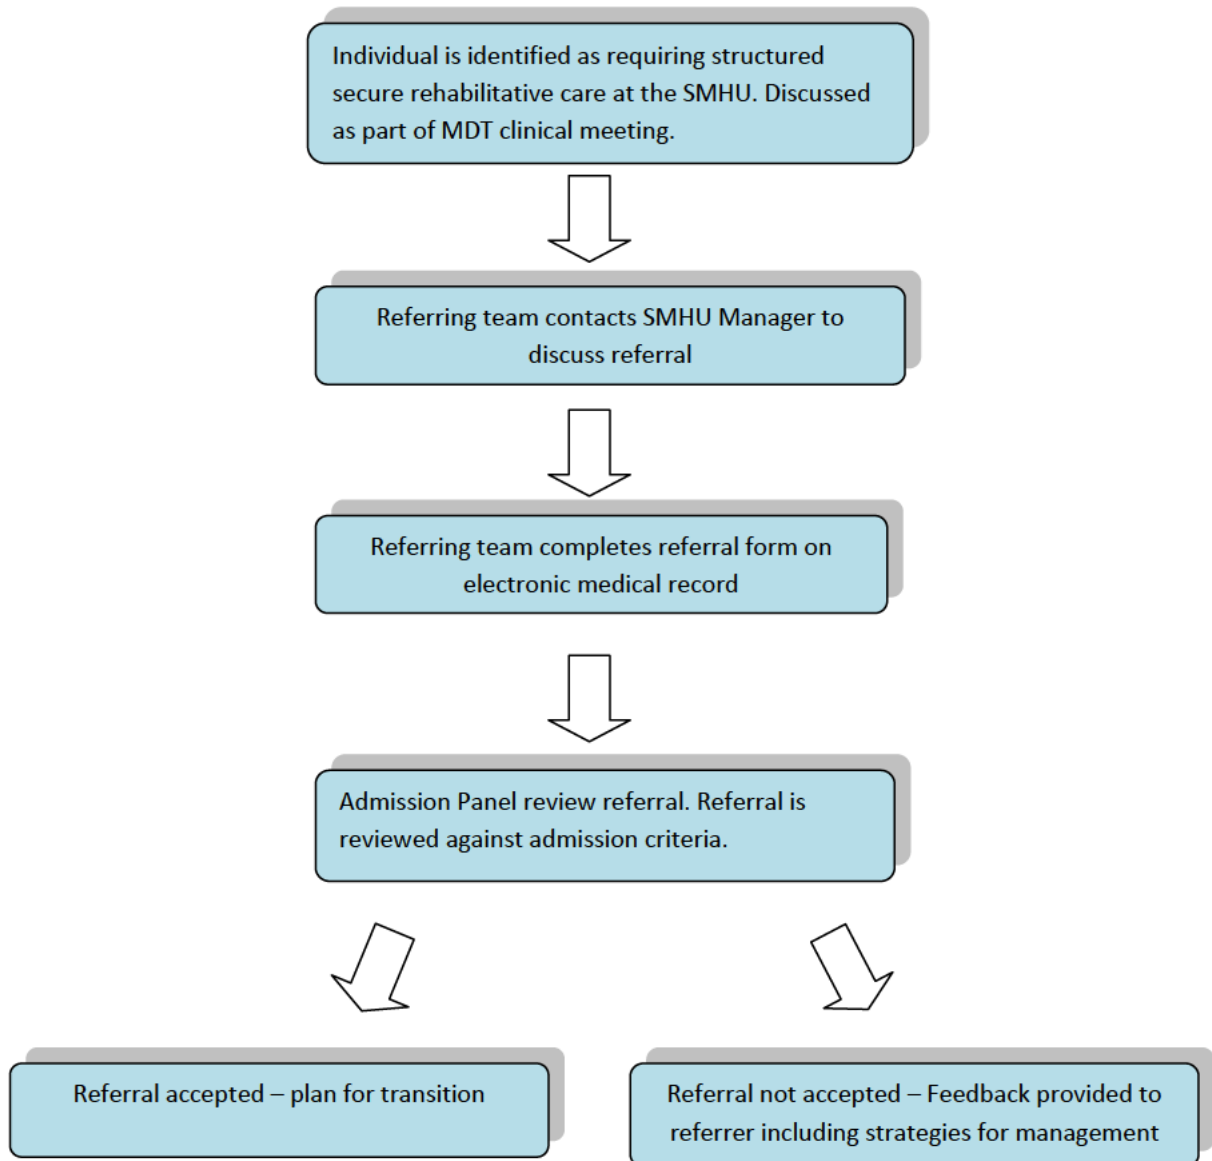 Individual is identified as requiring structured
secure rehabilitative care at the SMHU. Discussed
as part of MDT clinical meeting.
Referring team contacts SMHU Manager to
discuss referral
Referring team completes referral form on
electronic medical record
Admission Panel review referral. Referral is
reviewed against admission criteria.
Referral accepted – plan for transition
Referral not accepted – Feedback provided to
referrer including strategies for management